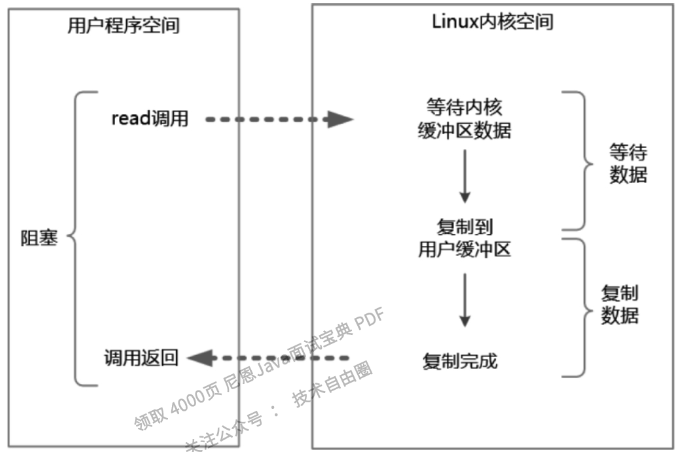 用户程序空间
Linux内核空间
read调用
等待内核
缓冲区数据
等待
数据
阻塞
复制到
用户缓冲区
复制
数据
调用返回
复制完成
领取 4000页 尼恩Java面试宝典 PDF
关注公众号 ： 技术自由圈